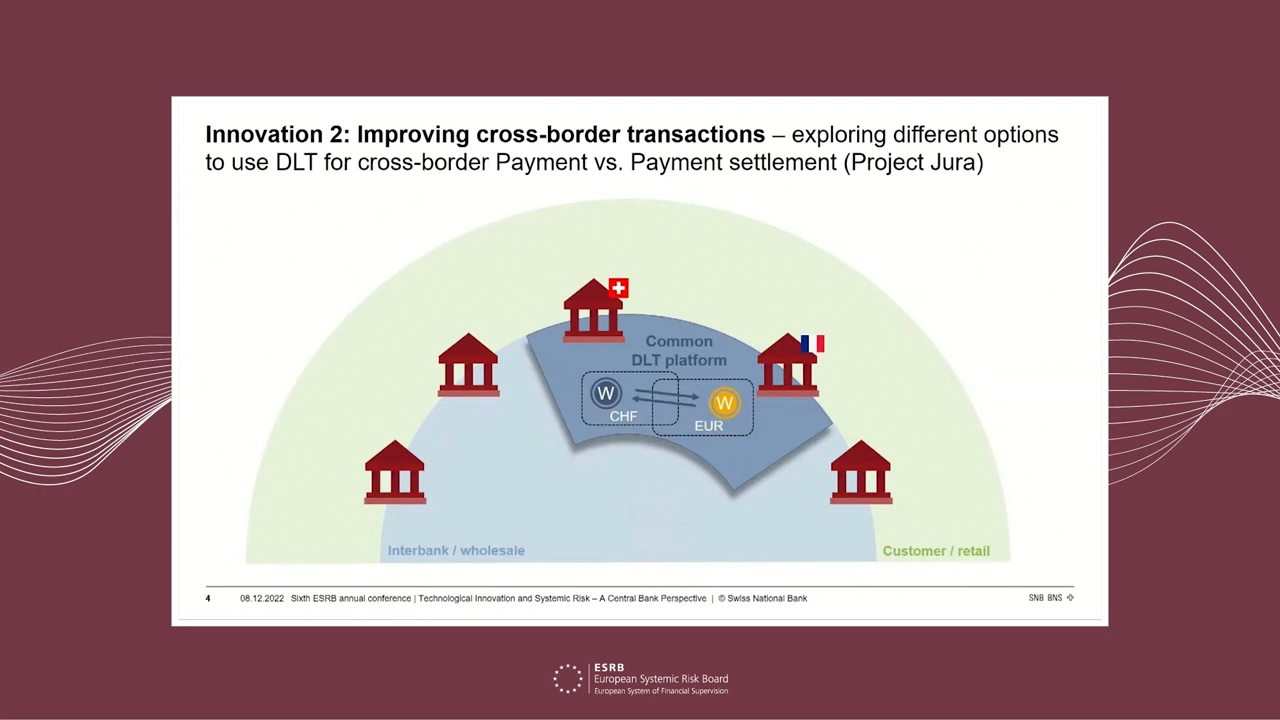 Innovation 2: Improving cross-border transactions – exploring different options
to use DLT for cross-border Payment vs. Payment settlement (Project Jura)
Common
DLT platform
W
CHF
W
EUR
Interbank / wholesale
Customer / retail
4 08.12.2022 Sixth ESRB annual conference | Technological Innovation and Systemic Risk – A Central Bank Perspective | © Swiss National Bank
SNB BNS
ESRB
European Systemic Risk Board
European System of Financial Supervision